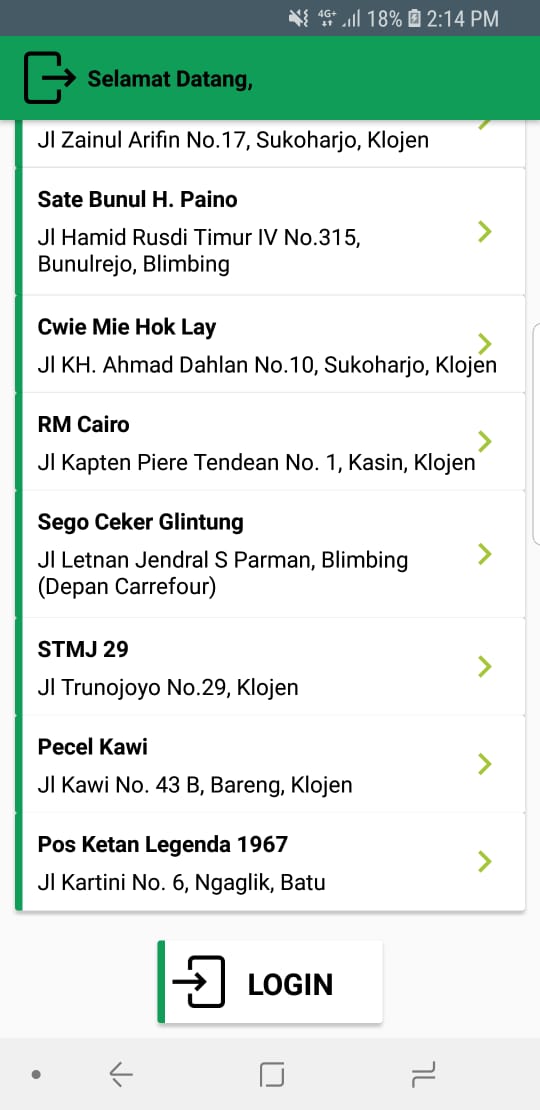 4G+ 18% 2:14 PM
Selamat Datang,
Jl Zainul Arifin No.17, Sukoharjo, Klojen
Sate Bunul H. Paino
Jl Hamid Rusdi Timur IV No.315,
Bunulrejo, Blimbing
Cwie Mie Hok Lay
Jl KH. Ahmad Dahlan No.10, Sukoharjo, Klojen
RM Cairo
Jl Kapten Piere Tendean No. 1, Kasin, Klojen
Sego Ceker Glintung
Jl Letnan Jendral S Parman, Blimbing
(Depan Carrefour)
STMJ 29
Jl Trunojoyo No.29, Klojen
Pecel Kawi
Jl Kawi No. 43 B, Bareng, Klojen
Pos Ketan Legenda 1967
Jl Kartini No. 6, Ngaglik, Batu
LOGIN